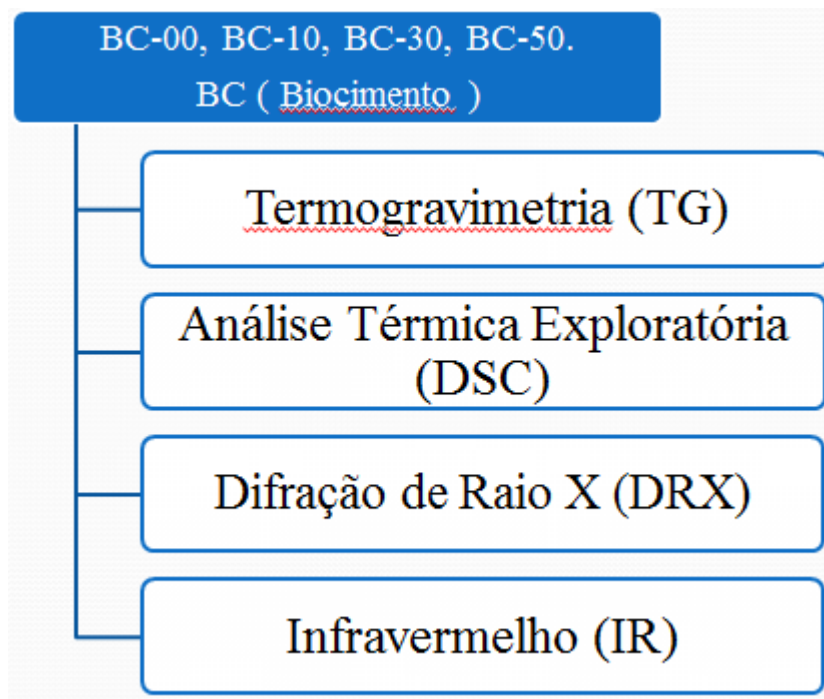 BC-00, BC-10, BC-30, BC-50.
BC ( Biocimento )
Termogravimetria (TG)
Análise Térmica Exploratória
(DSC)
Difração de Raio X (DRX)
Infravermelho (IR)